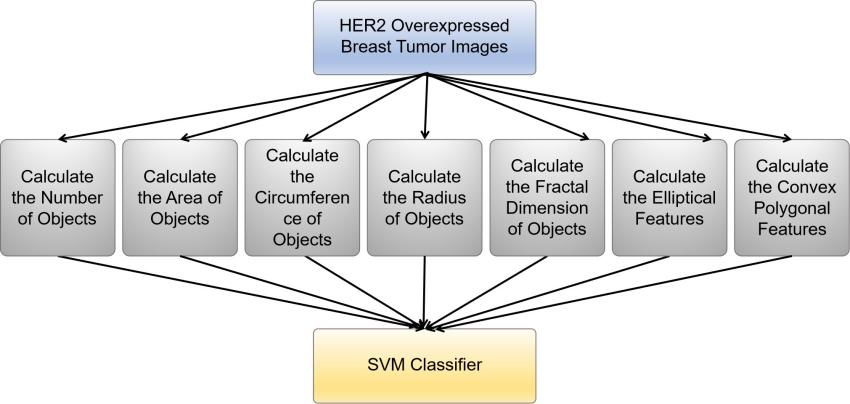 HER2 Overexpressed
Breast Tumor Images
Calculate
the Number
of Objects
Calculate
the Area of
Objects
Calculate
the
Circumferen
ce of
Objects
Calculate
the Radius
of Objects
Calculate
the Fractal
Dimension
of Objects
Calculate
the Elliptical
Features
Calculate
the Convex
Polygonal
Features
SVM Classifier